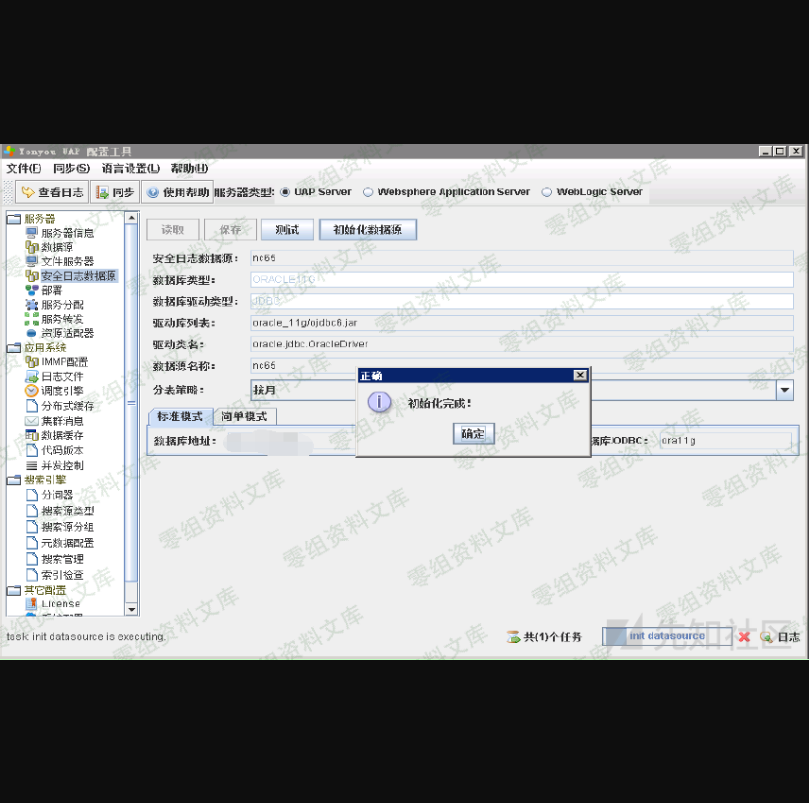 Yonyou UAP 配置工具
文件(F) 同步(S) 语言设置(L) 帮助(H)
查看日志 同步 使用帮助 服务器类型: UAP Server Websphere Application Server WebLogic Server
服务器
服务器信息
数据源
文件服务器
安全日志数据源
部署
服务分配
服务转发
资源适配器
应用系统
IMMP配置
日志文件
调度引擎
分布式缓存
集群消息
数据缓存
代码版本
并发控制
搜索引擎
分词器
搜索源类型
搜索源分组
元数据配置
搜索管理
索引检查
其它配置
License
读取 保存 测试 初始化数据源
安全日志数据源: nc65
数据库类型: ORACLE11G
数据库驱动类型: JDBC
驱动库列表: oracle_11g/ojdbc6.jar
驱动类名: oracle.jdbc.OracleDriver
数据源名称: nc65
分表策略: 按月
标准模式 简单模式
数据库地址:
据库/ODBC: ora11g
正确
初始化完成!
确定
task init datasource is executing.
共(1)个任务 init datasource 日志
零组资料文库
先知社区